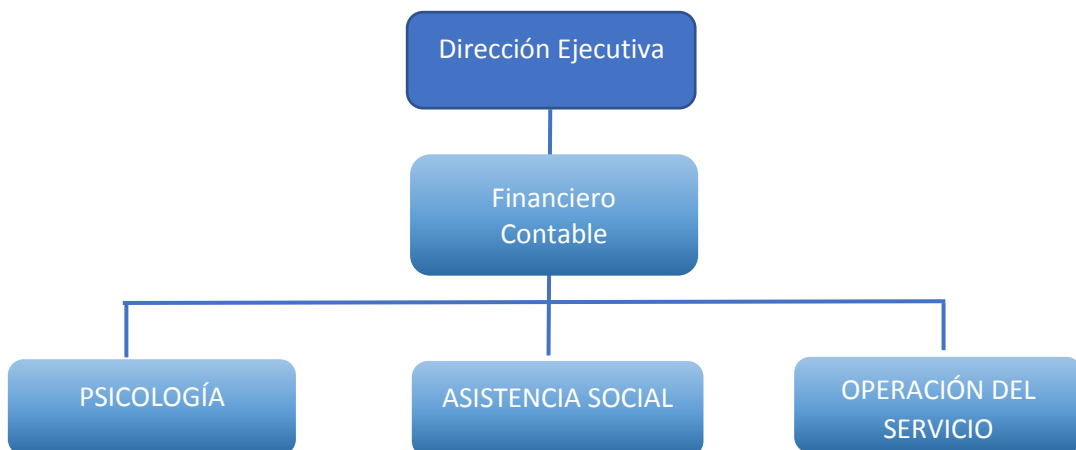 Dirección Ejecutiva
Financiero
Contable
PSICOLOGÍA
ASISTENCIA SOCIAL
OPERACIÓN DEL
SERVICIO